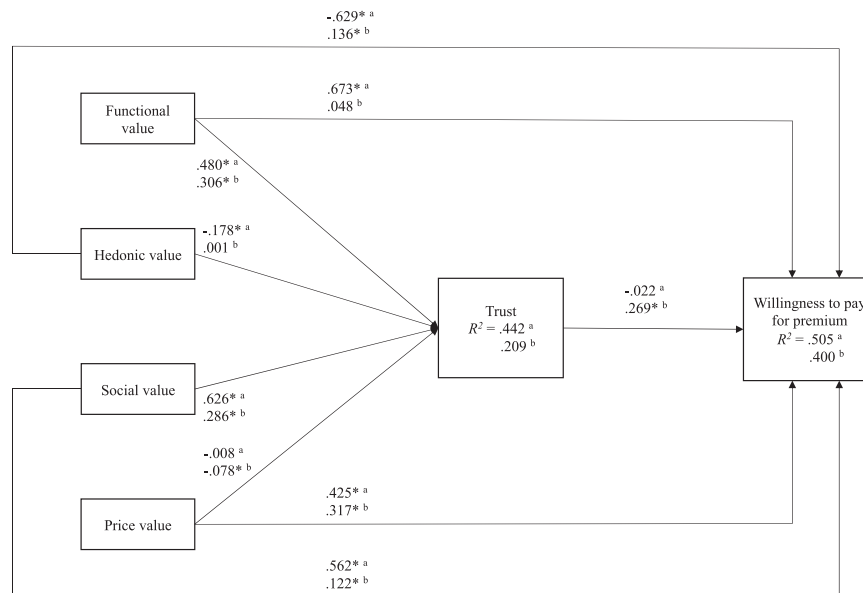 -.629* a
.136* b
.673* a
.048 b
Functional
value
.480* a
.306* b
-.178* a
.001 b
Hedonic value
Trust
R² = .442 a
.209 b
-.022 a
.269* b
Willingness to pay
for premium
R² = .505 a
.400 b
Social value
.626* a
.286* b
-.008 a
-.078* b
Price value
.425* a
.317* b
.562* a
.122* b